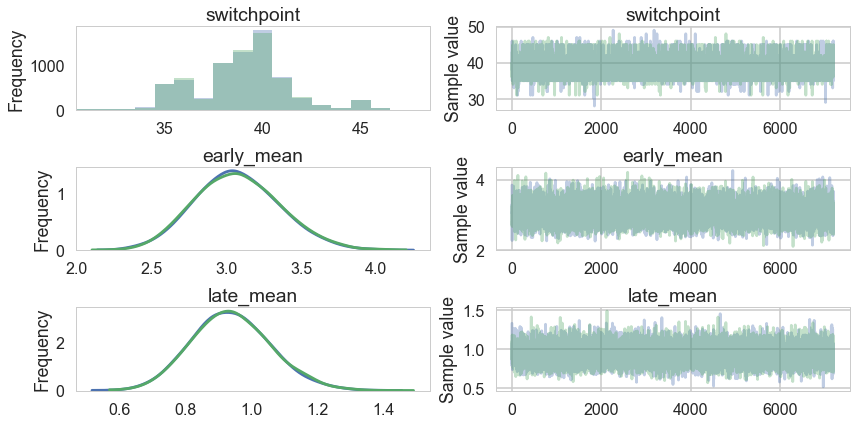 switchpoint
Frequency
1000
0
35 40 45
switchpoint
Sample value
50
40
30
0 2000 4000 6000
early_mean
Frequency
1
0
2.0 2.5 3.0 3.5 4.0
early_mean
Sample value
4
2
0 2000 4000 6000
late_mean
Frequency
2
0
0.6 0.8 1.0 1.2 1.4
late_mean
Sample value
1.5
1.0
0.5
0 2000 4000 6000